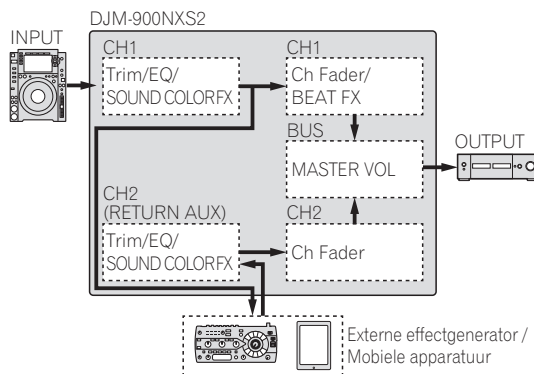 DJM-900NXS2
INPUT
CH1
Trim/EQ/
SOUND COLORFX
CH1
Ch Fader/
BEAT FX
BUS
MASTER VOL
OUTPUT
CH2
(RETURN AUX)
Trim/EQ/
SOUND COLORFX
CH2
Ch Fader
Externe effectgenerator /
Mobiele apparatuur